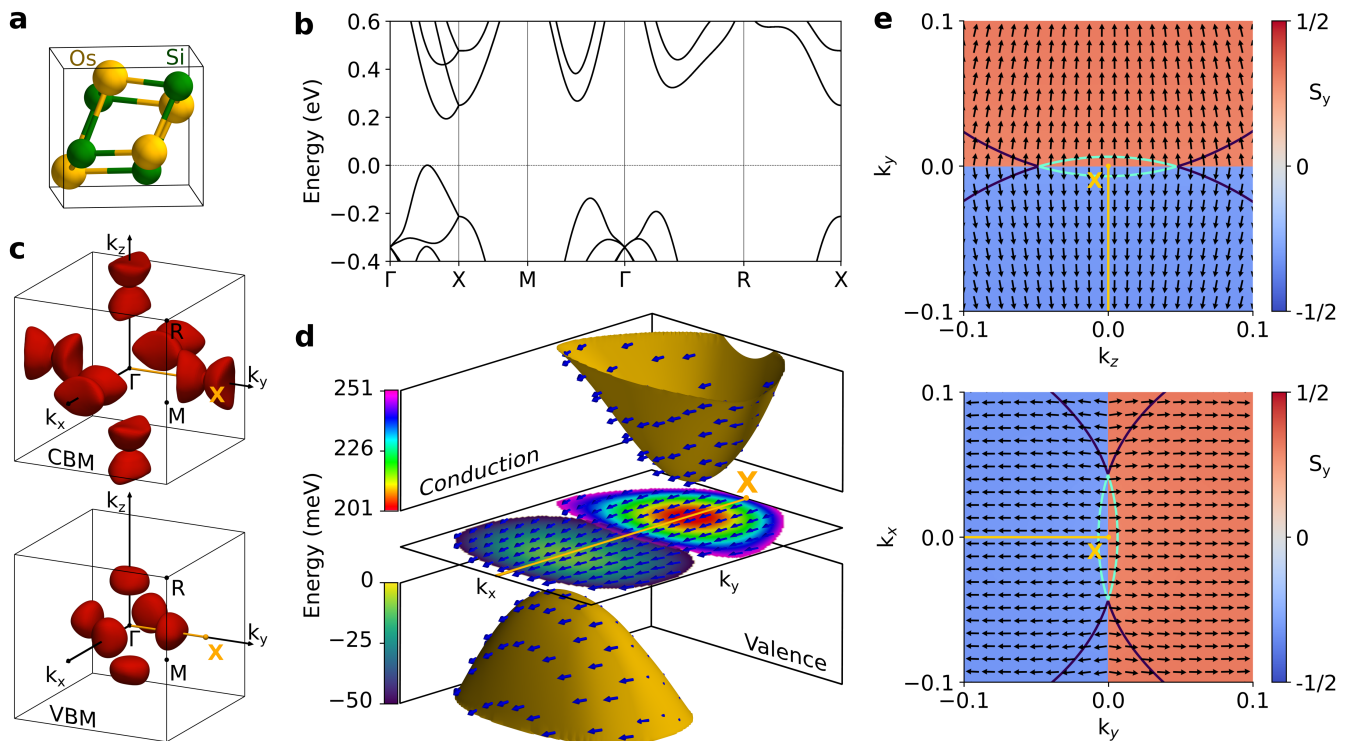 a
Os
Si
b
0.6
0.4
0.2
0.0
−0.2
−0.4
Energy (eV)
Γ
X
M
Γ
R
X
c
k_z
R
Γ
k_y
X
k_x
M
CBM
k_z
R
Γ
k_y
X
k_x
M
VBM
d
251
226
201
0
−25
−50
Energy (meV)
Conduction
X
k_x
k_y
Valence
e
0.1
0.0
−0.1
k_y
X
−0.1
0.0
0.1
k_z
1/2
S_y
0
-1/2
0.1
0.0
−0.1
k_x
X
−0.1
0.0
0.1
k_y
1/2
S_y
0
-1/2